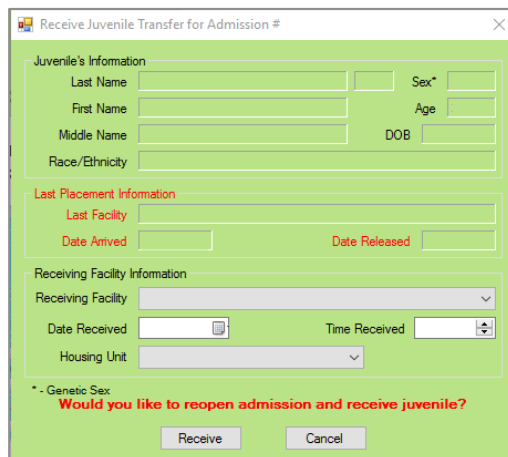 Receive Juvenile Transfer for Admission #
Juvenile's Information
Last Name Sex*
First Name Age
Middle Name DOB
Race/Ethnicity
Last Placement Information
Last Facility
Date Arrived Date Released
Receiving Facility Information
Receiving Facility
Date Received Time Received
Housing Unit
* - Genetic Sex
Would you like to reopen admission and receive juvenile?
Receive Cancel